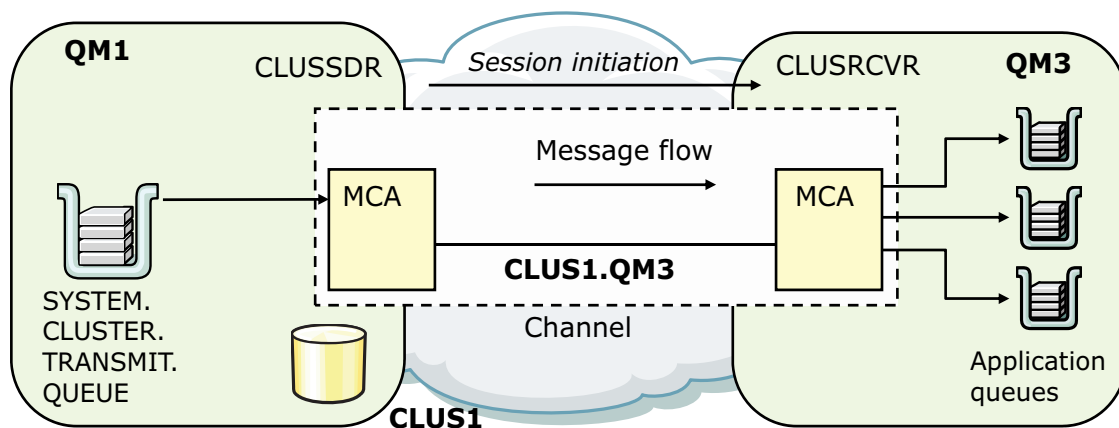 QM1
CLUSSDR
Session initiation
CLUSRCVR
QM3
Message flow
MCA
MCA
CLUS1.QM3
SYSTEM.
CLUSTER.
TRANSMIT.
QUEUE
Channel
Application
queues
CLUS1